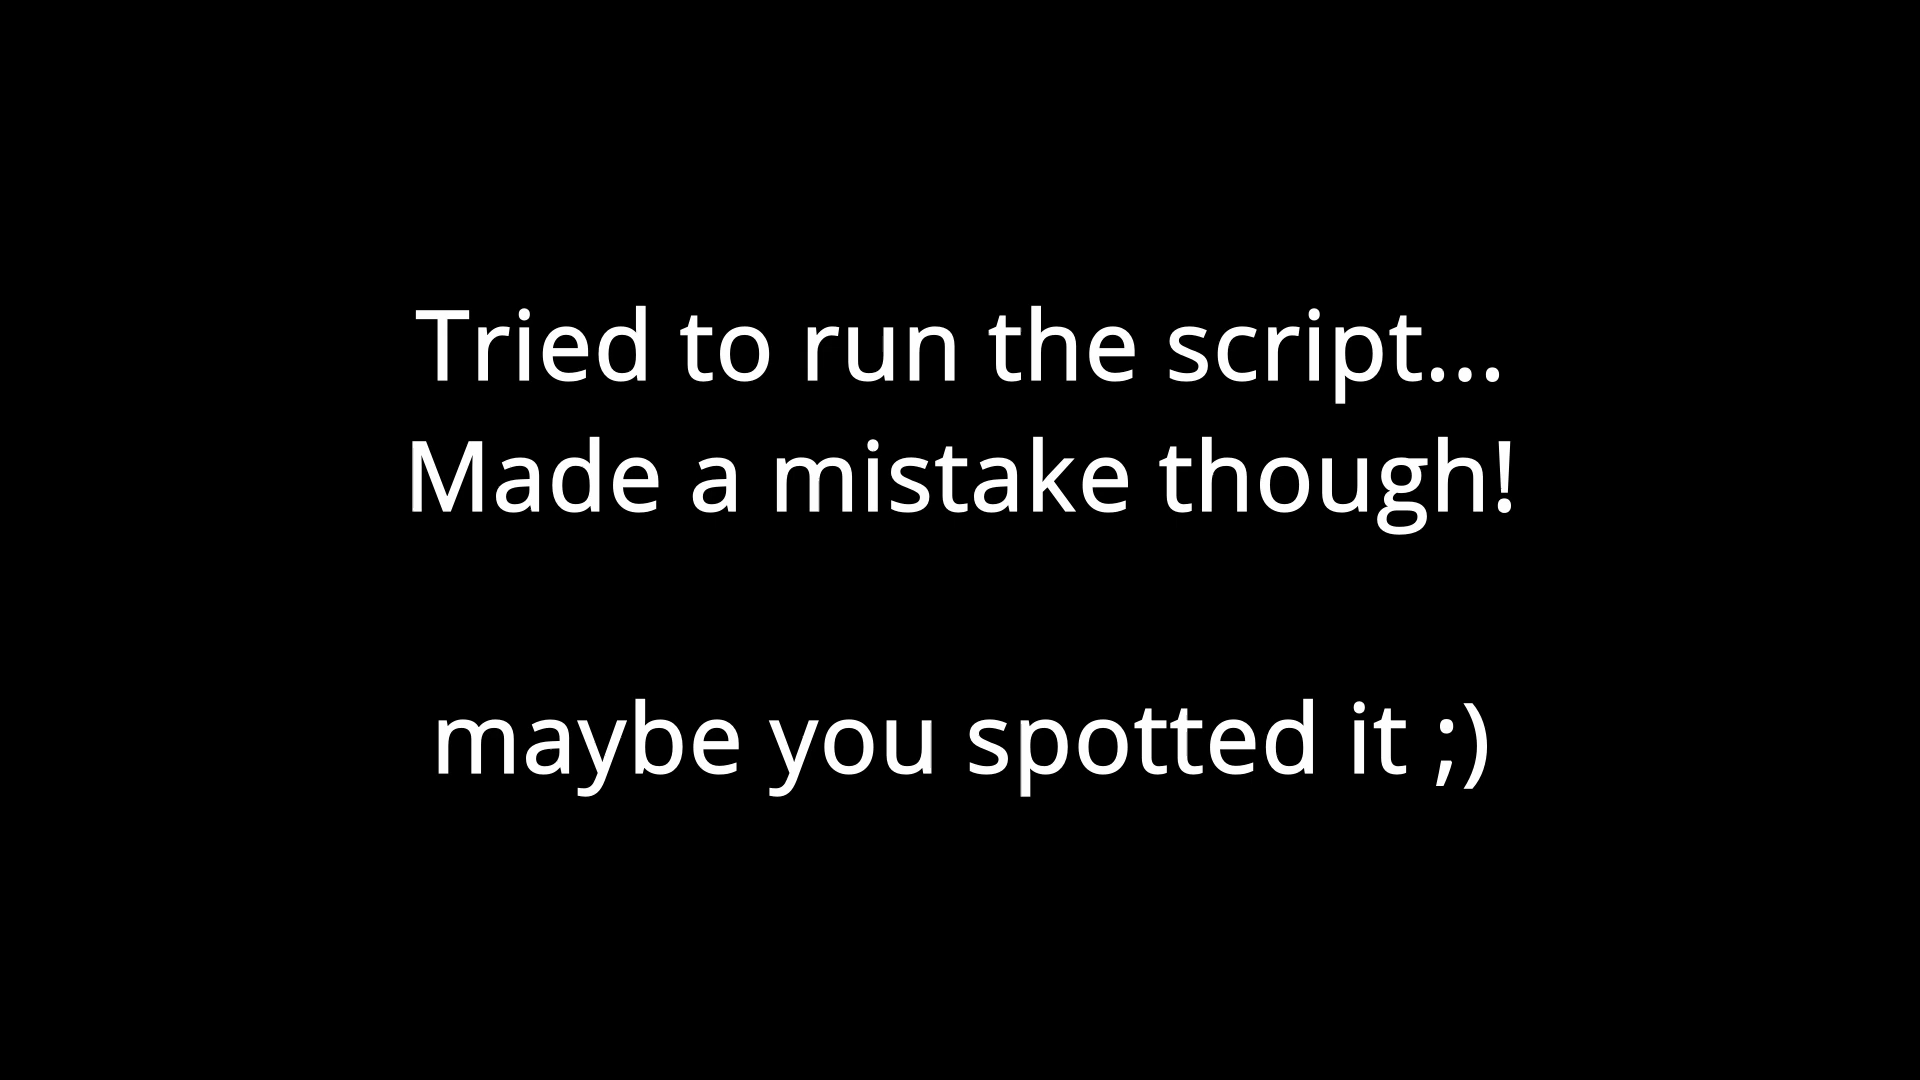 Tried to run the script...
Made a mistake though!
maybe you spotted it ;)